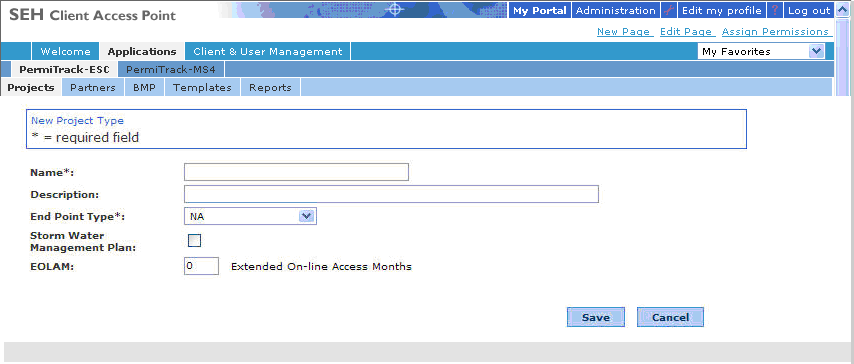 SEH Client Access Point
My Portal Administration Edit my profile ? Log out
New Page Edit Page Assign Permissions
Welcome Applications Client & User Management My Favorites
PermiTrack-ESC PermiTrack-MS4
Projects Partners BMP Templates Reports
New Project Type
* = required field
Name*:
Description:
End Point Type*: NA
Storm Water
Management Plan:
EOLAM: 0 Extended On-line Access Months
Save Cancel